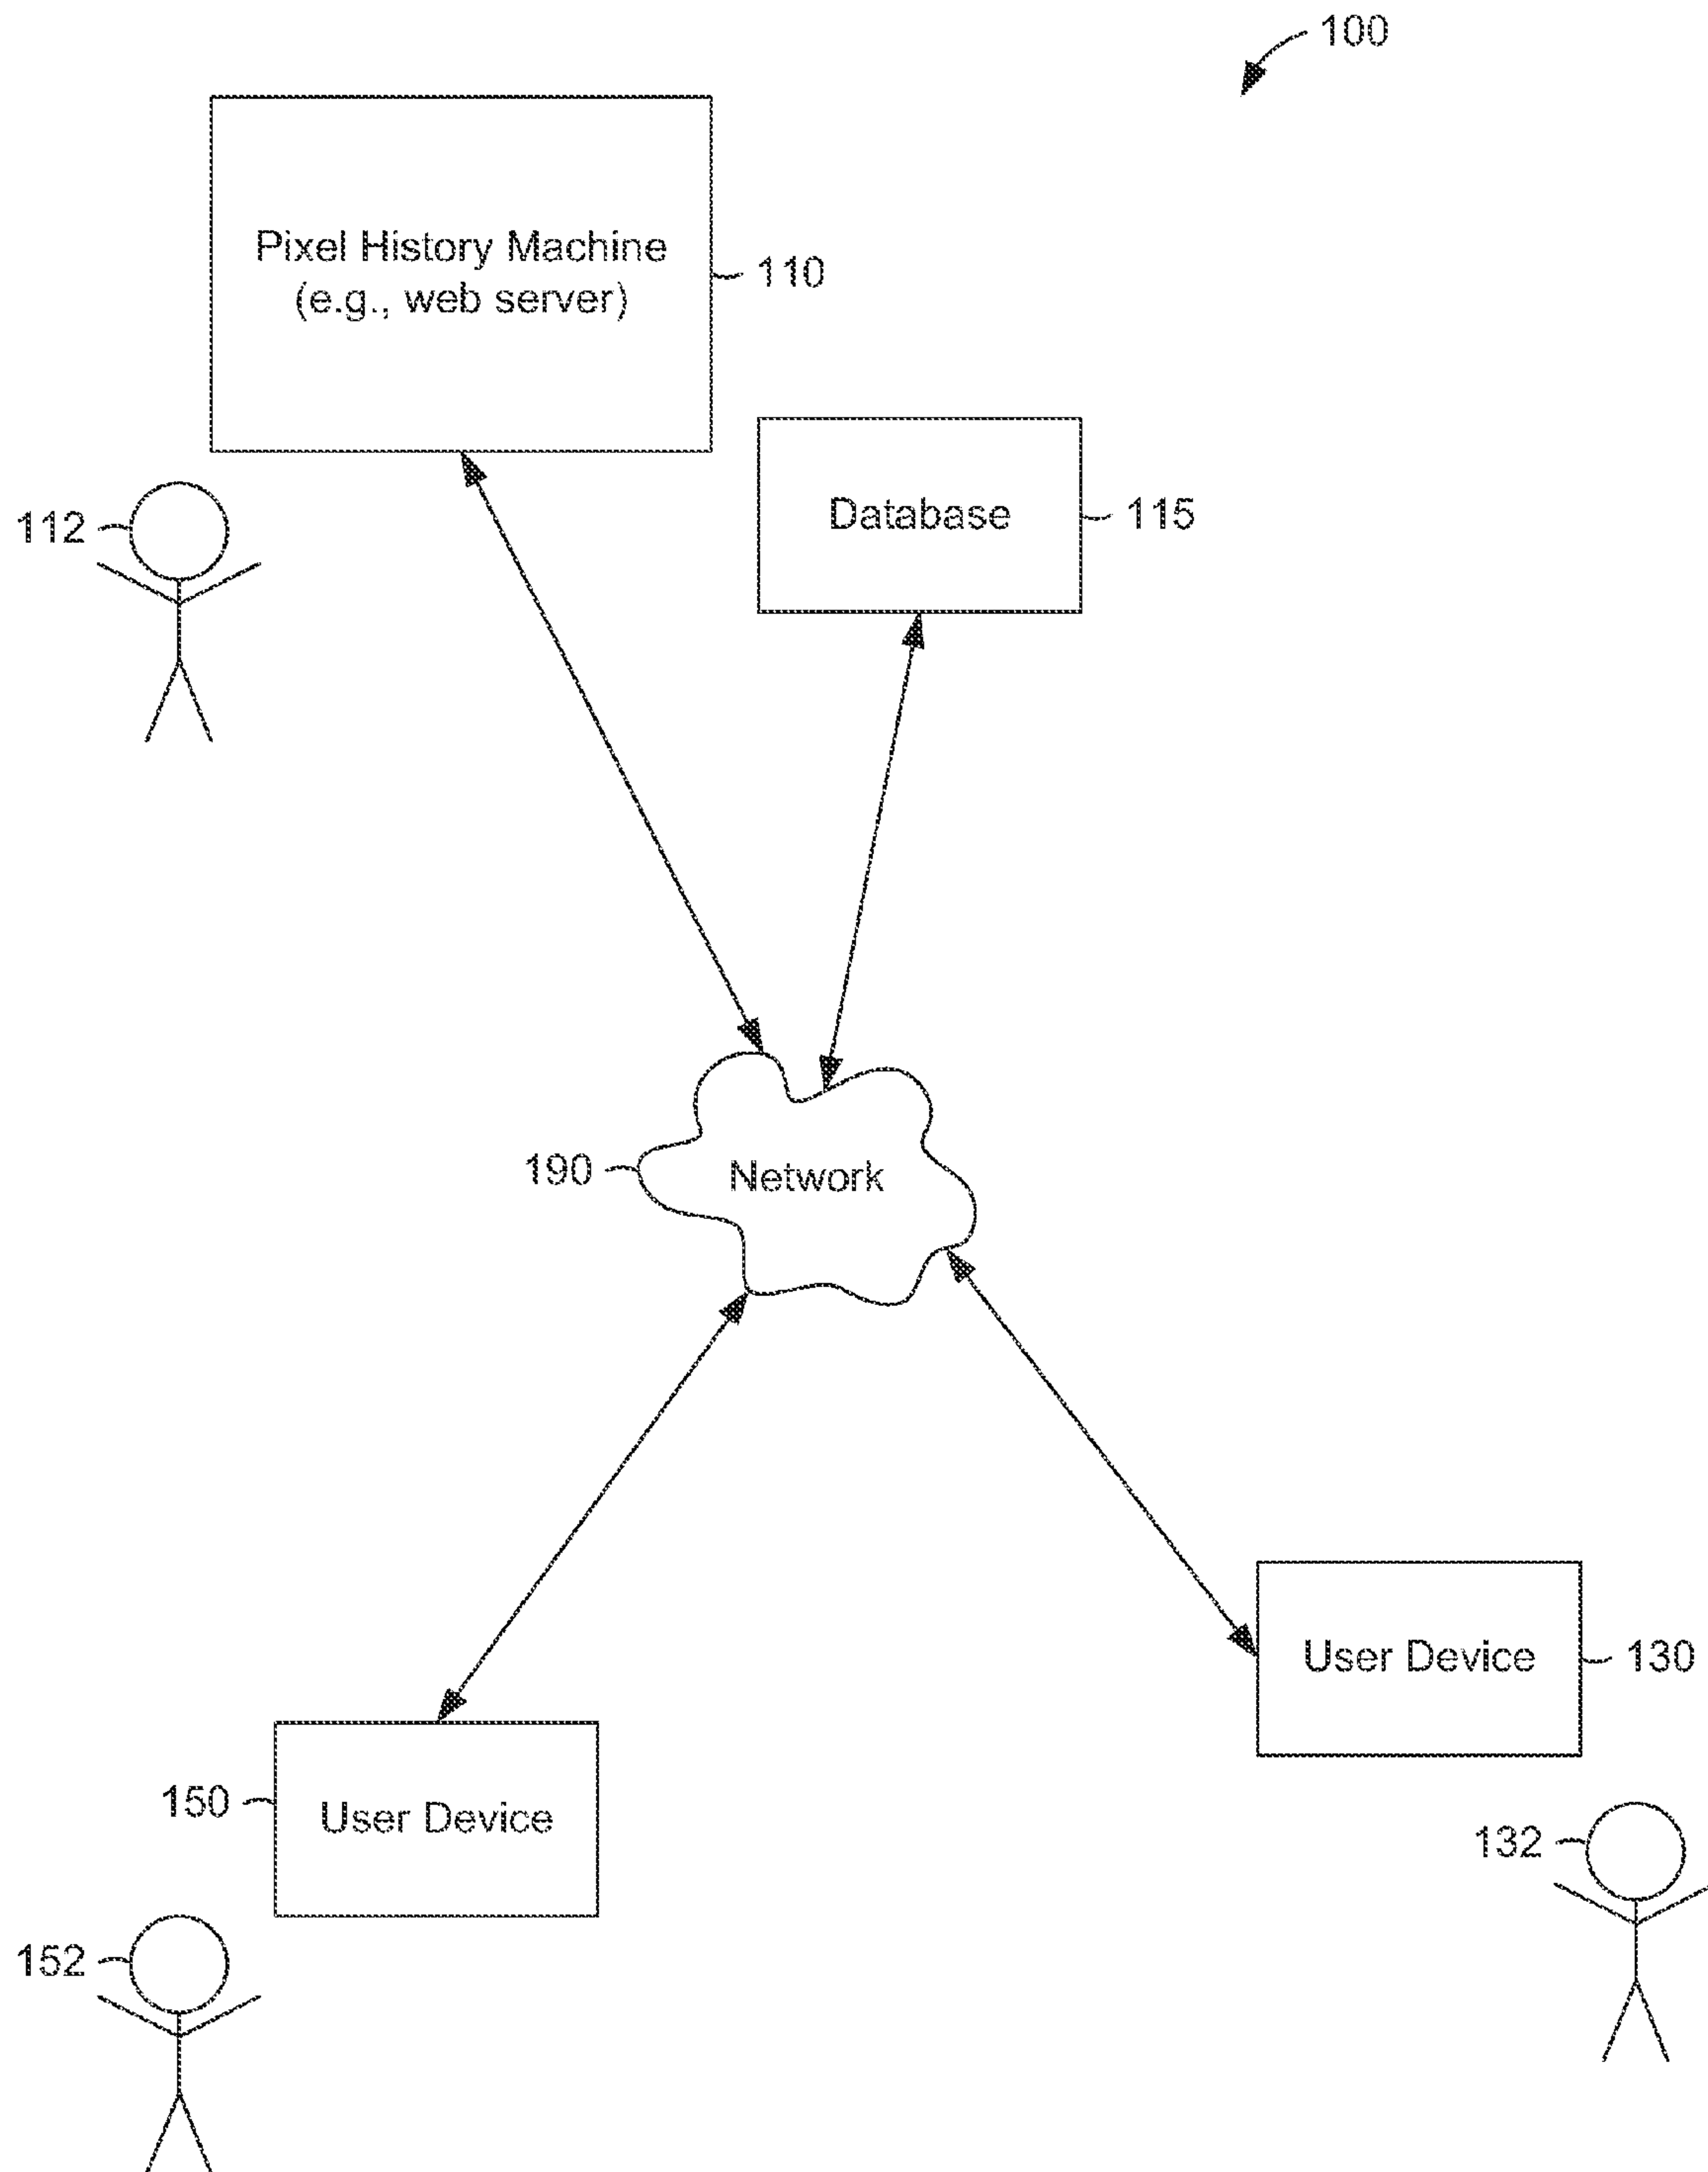 100
Pixel History Machine
(e.g., web server)
110
112
Database
115
190
Network
User Device
130
150
User Device
132
152